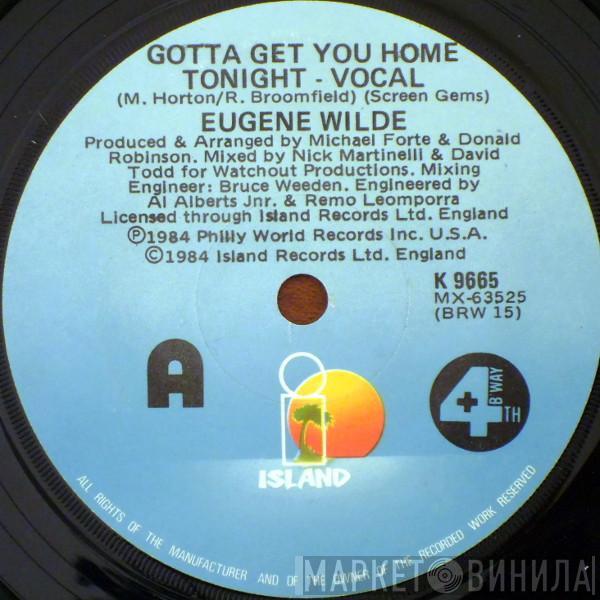 GOTTA GET YOU HOME
TONIGHT - VOCAL
(M. Horton/R. Broomfield) (Screen Gems)
EUGENE WILDE
Produced & Arranged by Michael Forte & Donald
Robinson. Mixed by Nick Martinelli & David
Todd for Watchout Productions. Mixing
Engineer: Bruce Weeden. Engineered by
Al Alberts Jnr. & Remo Leomporra
Licensed through Island Records Ltd. England
℗1984 Philly World Records Inc. U.S.A.
©1984 Island Records Ltd. England
K 9665
MX-63525
(BRW 15)
A
ISLAND
4+
TH
B'WAY
ALL RIGHTS OF THE MANUFACTURER AND OF THE OWNER OF THE RECORDED WORK RESERVED
МАРКЕТ ВИНИЛА